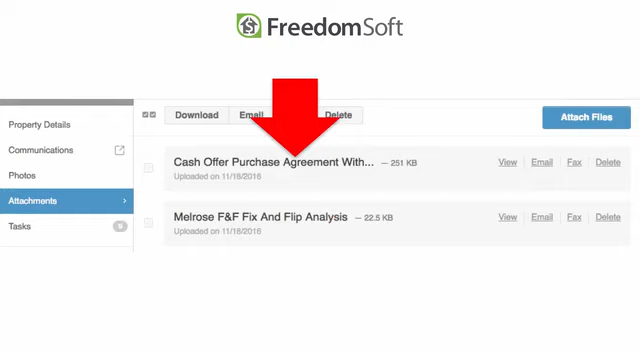 FreedomSoft
Property Details
Communications
Photos
Attachments
Tasks
Download Email Delete
Attach Files
Cash Offer Purchase Agreement With... — 251 KB
Uploaded on 11/18/2016
View Email Fax Delete
Melrose F&F Fix And Flip Analysis — 22.5 KB
Uploaded on 11/18/2016
View Email Fax Delete